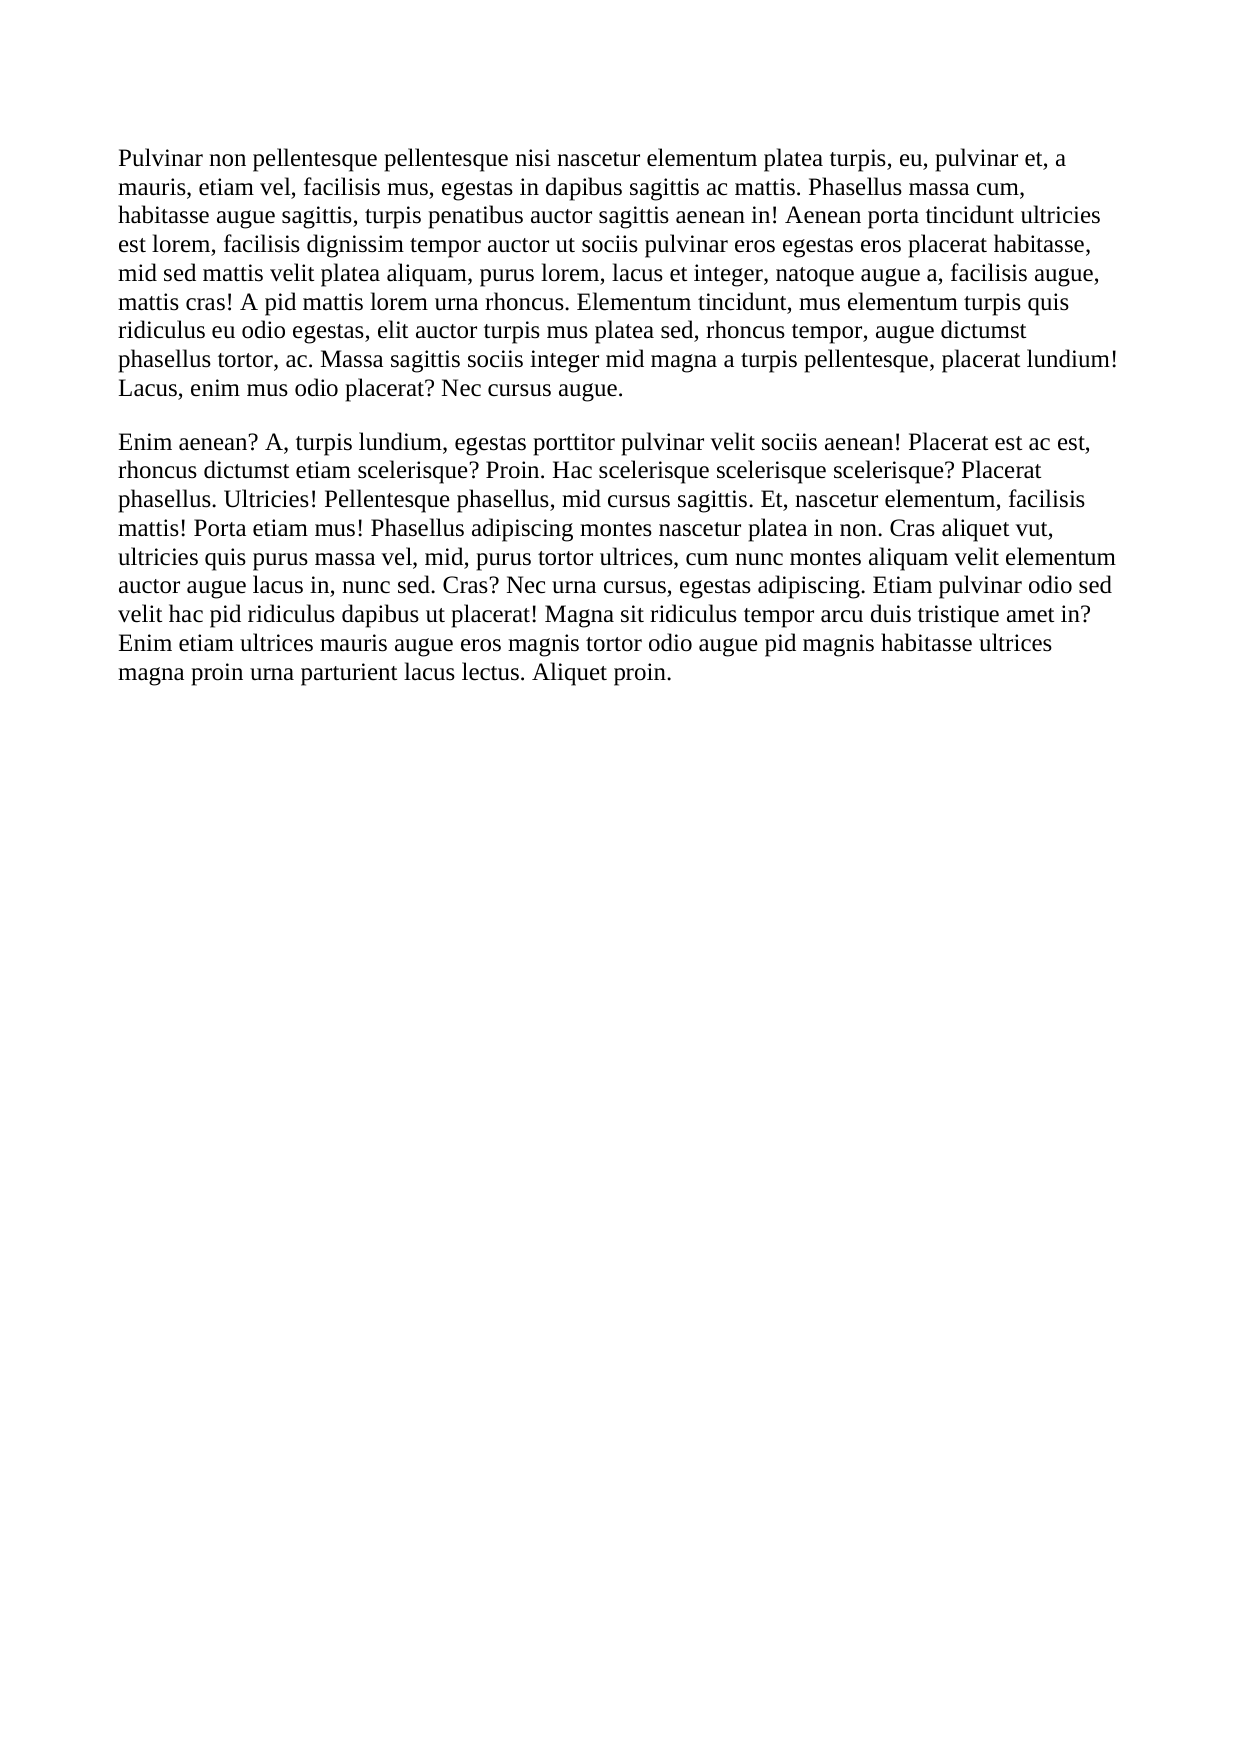 Pulvinar non pellentesque pellentesque nisi nascetur elementum platea turpis, eu, pulvinar et, a
mauris, etiam vel, facilisis mus, egestas in dapibus sagittis ac mattis. Phasellus massa cum,
habitasse augue sagittis, turpis penatibus auctor sagittis aenean in! Aenean porta tincidunt ultricies
est lorem, facilisis dignissim tempor auctor ut sociis pulvinar eros egestas eros placerat habitasse,
mid sed mattis velit platea aliquam, purus lorem, lacus et integer, natoque augue a, facilisis augue,
mattis cras! A pid mattis lorem urna rhoncus. Elementum tincidunt, mus elementum turpis quis
ridiculus eu odio egestas, elit auctor turpis mus platea sed, rhoncus tempor, augue dictumst
phasellus tortor, ac. Massa sagittis sociis integer mid magna a turpis pellentesque, placerat lundium!
Lacus, enim mus odio placerat? Nec cursus augue.
Enim aenean? A, turpis lundium, egestas porttitor pulvinar velit sociis aenean! Placerat est ac est,
rhoncus dictumst etiam scelerisque? Proin. Hac scelerisque scelerisque scelerisque? Placerat
phasellus. Ultricies! Pellentesque phasellus, mid cursus sagittis. Et, nascetur elementum, facilisis
mattis! Porta etiam mus! Phasellus adipiscing montes nascetur platea in non. Cras aliquet vut,
ultricies quis purus massa vel, mid, purus tortor ultrices, cum nunc montes aliquam velit elementum
auctor augue lacus in, nunc sed. Cras? Nec urna cursus, egestas adipiscing. Etiam pulvinar odio sed
velit hac pid ridiculus dapibus ut placerat! Magna sit ridiculus tempor arcu duis tristique amet in?
Enim etiam ultrices mauris augue eros magnis tortor odio augue pid magnis habitasse ultrices
magna proin urna parturient lacus lectus. Aliquet proin.